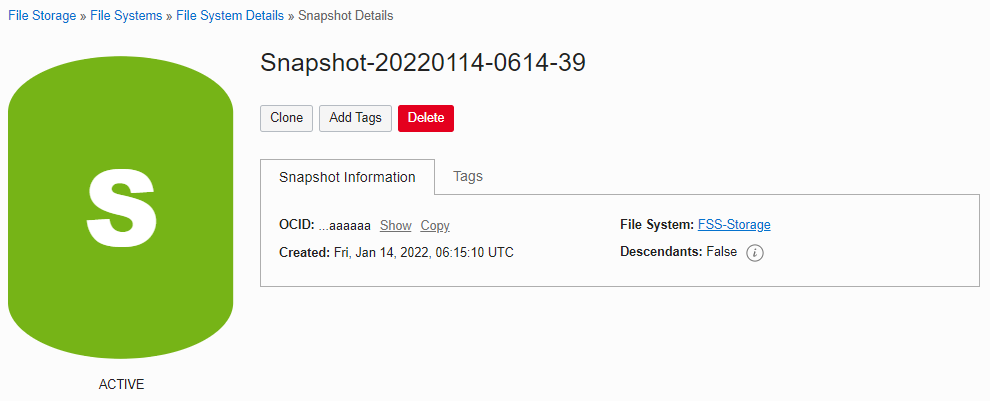 File Storage » File Systems » File System Details » Snapshot Details
S
ACTIVE
Snapshot-20220114-0614-39
Clone Add Tags Delete
Snapshot Information Tags
OCID: ...aaaaaa Show Copy
Created: Fri, Jan 14, 2022, 06:15:10 UTC
File System: FSS-Storage
Descendants: False i